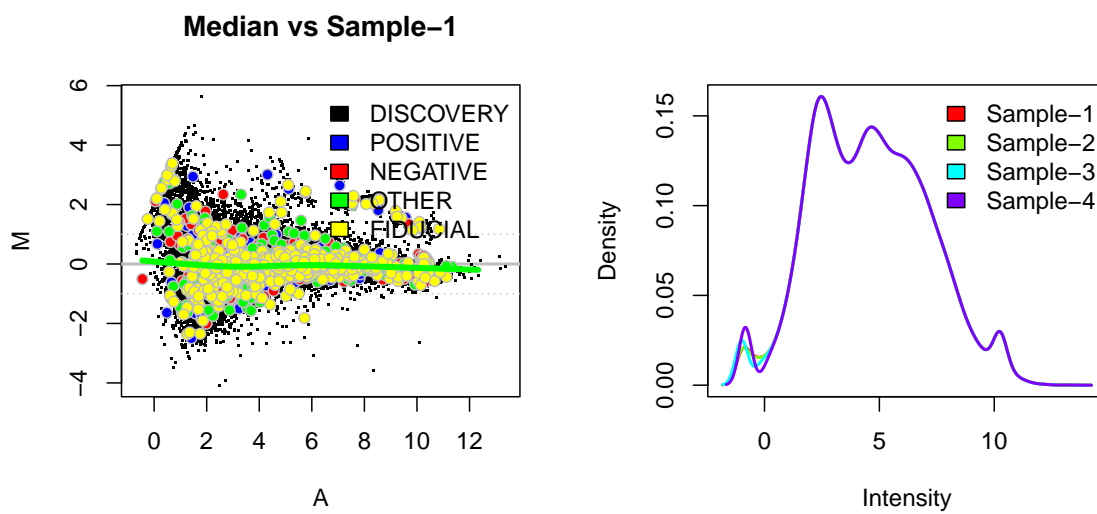 Median vs Sample−1
6
4
2
0
−2
−4
M
0 2 4 6 8 10 12
A
DISCOVERY
POSITIVE
NEGATIVE
OTHER
FIDUCIAL
0.15
0.10
0.05
0.00
Density
0 5 10
Intensity
Sample−1
Sample−2
Sample−3
Sample−4